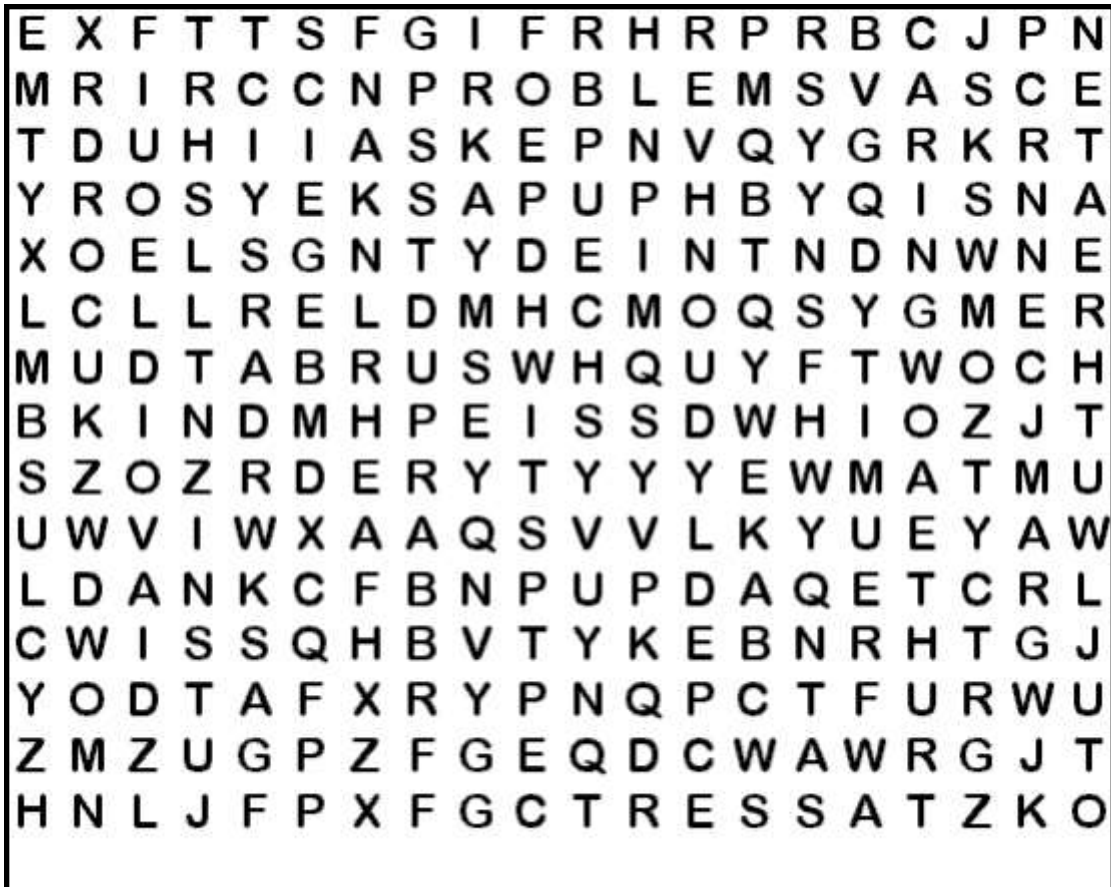 E X F T T S F G I F R H R P R B C J P N
M R I R C C N P R O B L E M S V A S C E
T D U H I I A S K E P N V Q Y G R K R T
Y R O S Y E K S A P U P H B Y Q I S N A
X O E L S G N T Y D E I N T N D N W N E
L C L L R E L D M H C M O Q S Y G M E R
M U D T A B R U S W H Q U Y F T W O C H
B K I N D M H P E I S S D W H I O Z J T
S Z O Z R D E R Y T Y Y Y E W M A T M U
U W V I W X A A Q S V V L K Y U E Y A W
L D A N K C F B N P U P D A Q E T C R L
C W I S S Q H B V T Y K E B N R H T G J
Y O D T A F X R Y P N Q P C T F U R W U
Z M Z U G P Z F G E Q D C W A W R G J T
H N L J F P X F G C T R E S S A T Z K O